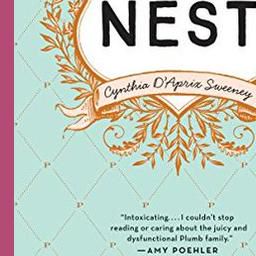 NEST
Cynthia D'Aprix Sweeney
P P
P P P P
"Intoxicating.... I couldn't stop
reading or caring about the juicy and
dysfunctional Plumb family."
—AMY POEHLER